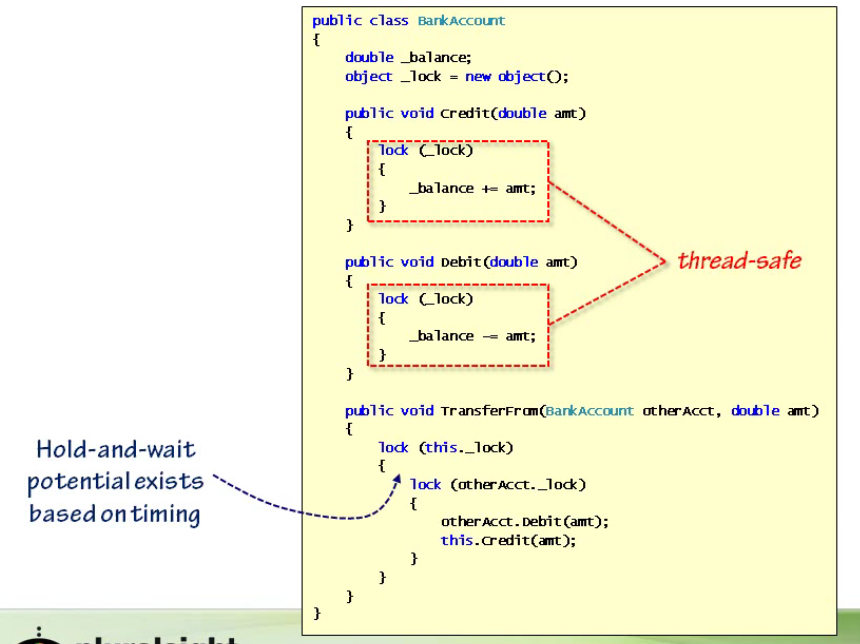 public class BankAccount
{
double _balance;
object _lock = new object();
public void Credit(double amt)
{
lock (_lock)
{
_balance += amt;
}
}
public void Debit(double amt)
{
lock (_lock)
{
_balance -= amt;
}
}
public void TransferFrom(BankAccount otherAcct, double amt)
{
lock (this._lock)
{
lock (otherAcct._lock)
{
otherAcct.Debit(amt);
this.Credit(amt);
}
}
}
}
thread-safe
Hold-and-wait
potential exists
based on timing